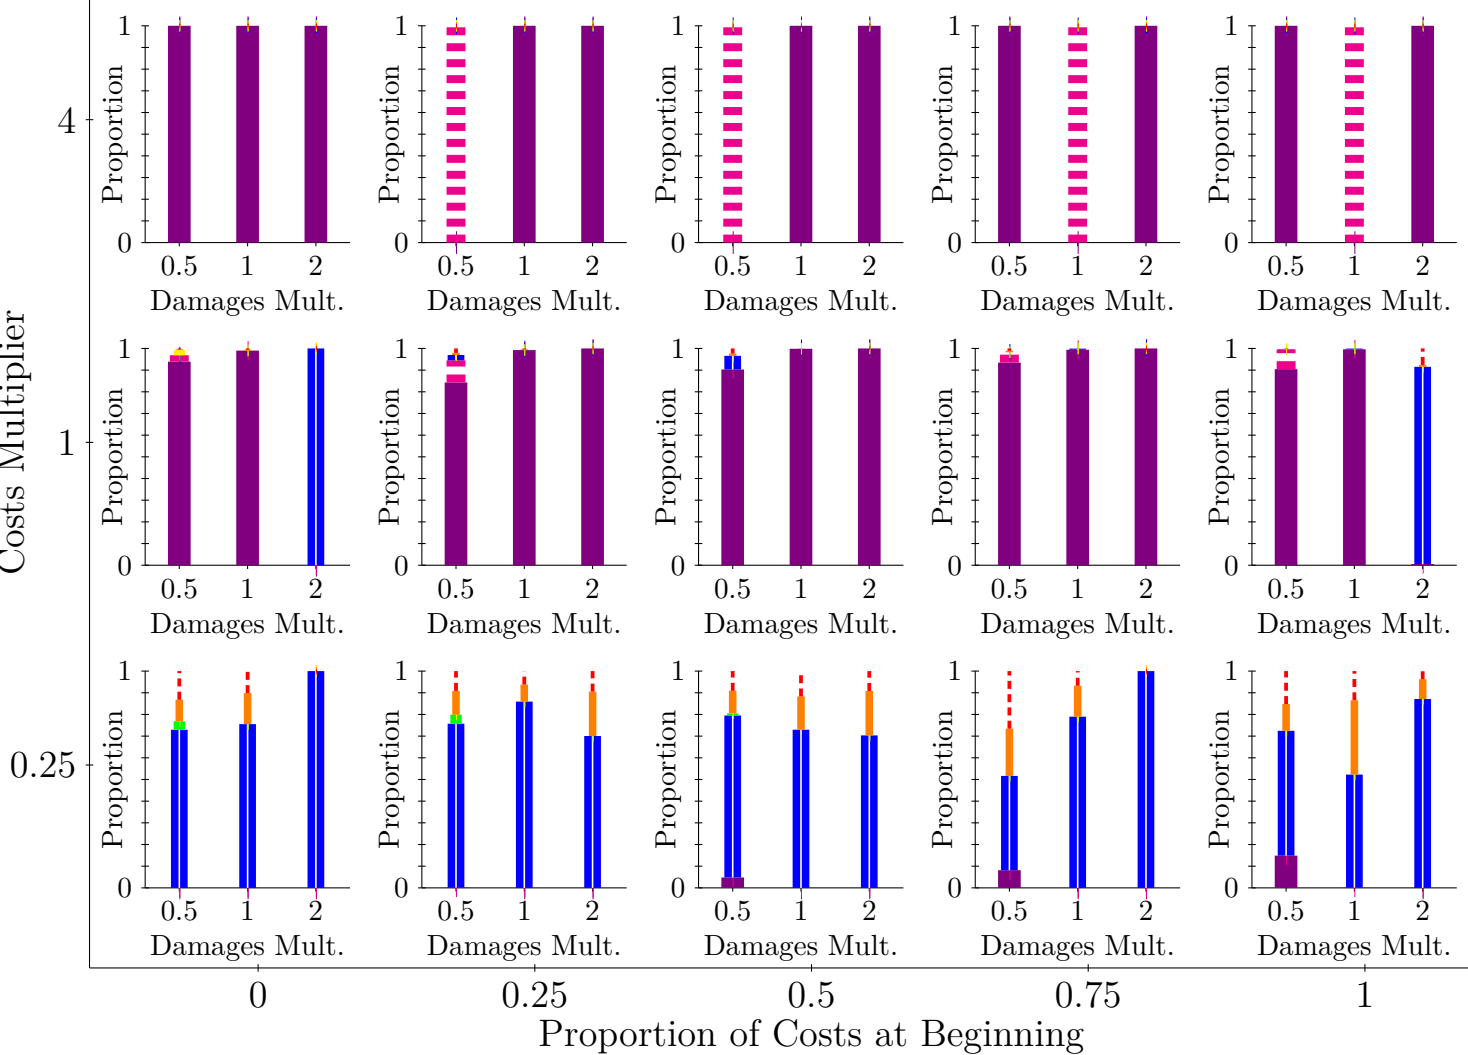 1 1 1 1 1
Proportion Proportion Proportion Proportion Proportion
4
0 0 0 0 0
0.5 1 2 0.5 1 2 0.5 1 2 0.5 1 2 0.5 1 2
Damages Mult. Damages Mult. Damages Mult. Damages Mult. Damages Mult.
Costs Multiplier
1 1 1 1 1
Proportion Proportion Proportion Proportion Proportion
1
0 0 0 0 0
0.5 1 2 0.5 1 2 0.5 1 2 0.5 1 2 0.5 1 2
Damages Mult. Damages Mult. Damages Mult. Damages Mult. Damages Mult.
1 1 1 1 1
Proportion Proportion Proportion Proportion Proportion
0.25
0 0 0 0 0
0.5 1 2 0.5 1 2 0.5 1 2 0.5 1 2 0.5 1 2
Damages Mult. Damages Mult. Damages Mult. Damages Mult. Damages Mult.
0 0.25 0.5 0.75 1
Proportion of Costs at Beginning